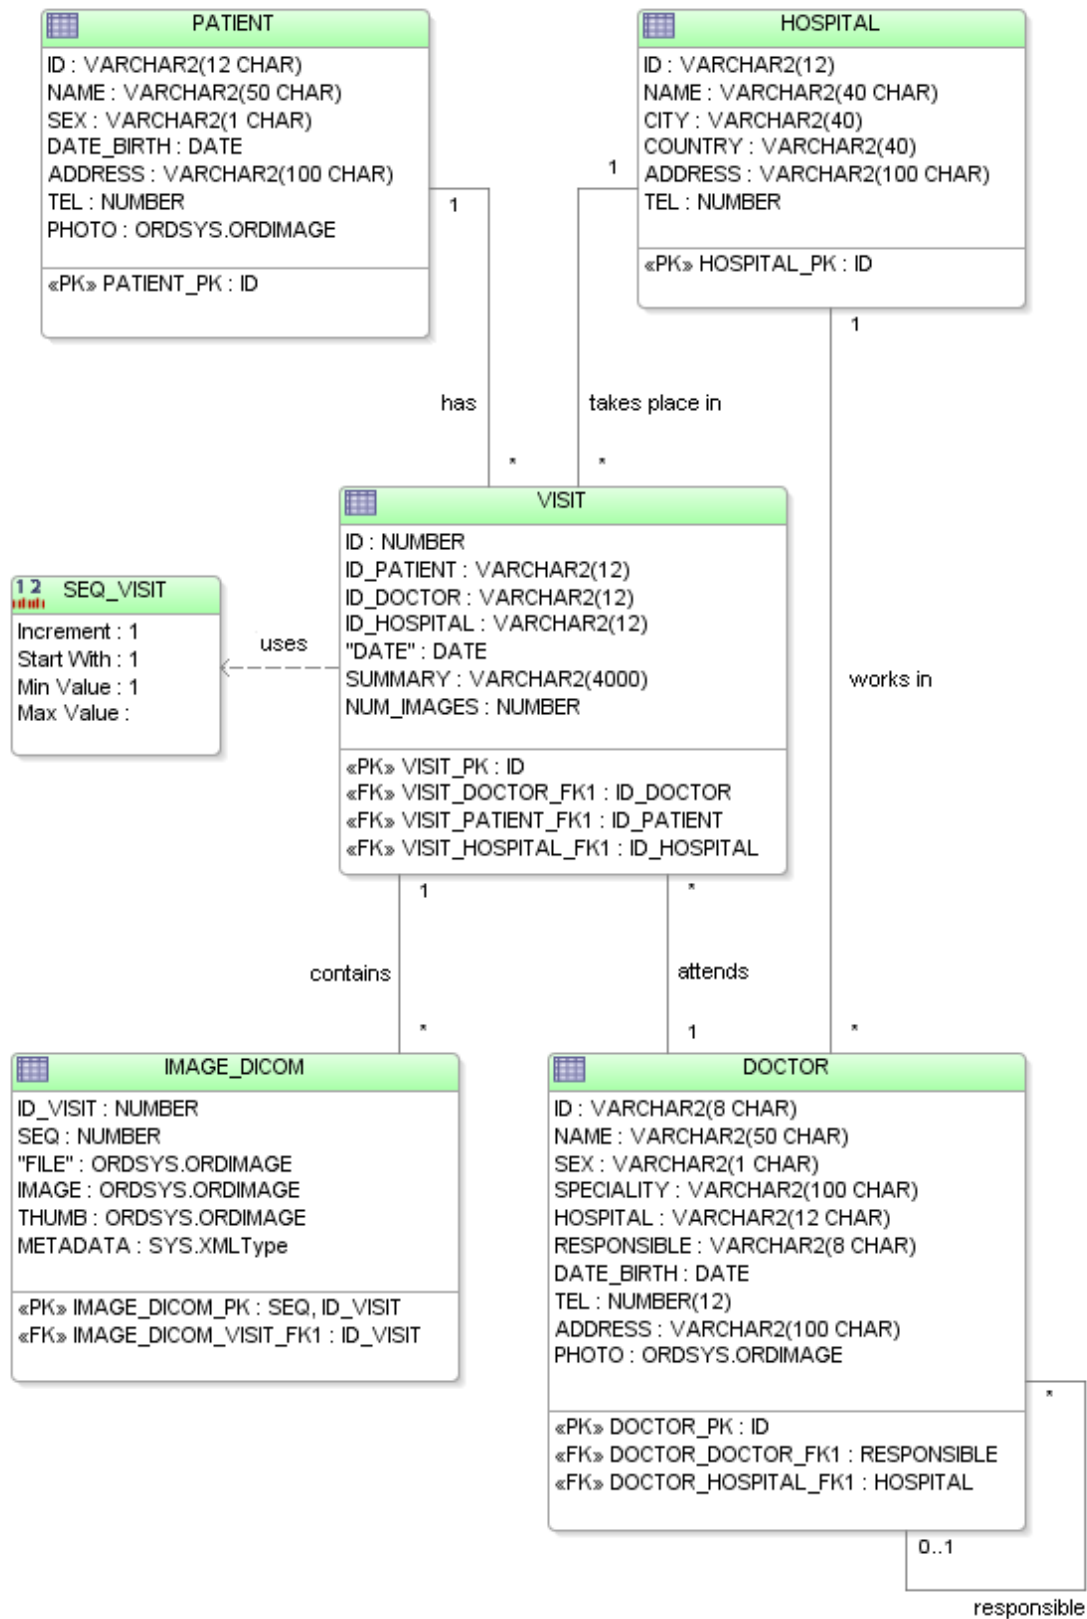 PATIENT
ID : VARCHAR2(12 CHAR)
NAME : VARCHAR2(50 CHAR)
SEX : VARCHAR2(1 CHAR)
DATE_BIRTH : DATE
ADDRESS : VARCHAR2(100 CHAR)
TEL : NUMBER
PHOTO : ORDSYS.ORDIMAGE
«PK» PATIENT_PK : ID
HOSPITAL
ID : VARCHAR2(12)
NAME : VARCHAR2(40 CHAR)
CITY : VARCHAR2(40)
COUNTRY : VARCHAR2(40)
ADDRESS : VARCHAR2(100 CHAR)
TEL : NUMBER
«PK» HOSPITAL_PK : ID
1
1
1
has
takes place in
*
*
VISIT
ID : NUMBER
ID_PATIENT : VARCHAR2(12)
ID_DOCTOR : VARCHAR2(12)
ID_HOSPITAL : VARCHAR2(12)
"DATE" : DATE
SUMMARY : VARCHAR2(4000)
NUM_IMAGES : NUMBER
«PK» VISIT_PK : ID
«FK» VISIT_DOCTOR_FK1 : ID_DOCTOR
«FK» VISIT_PATIENT_FK1 : ID_PATIENT
«FK» VISIT_HOSPITAL_FK1 : ID_HOSPITAL
1 2
SEQ_VISIT
Increment : 1
Start With : 1
Min Value : 1
Max Value :
uses
works in
1
*
contains
attends
*
1
*
IMAGE_DICOM
ID_VISIT : NUMBER
SEQ : NUMBER
"FILE" : ORDSYS.ORDIMAGE
IMAGE : ORDSYS.ORDIMAGE
THUMB : ORDSYS.ORDIMAGE
METADATA : SYS.XMLType
«PK» IMAGE_DICOM_PK : SEQ, ID_VISIT
«FK» IMAGE_DICOM_VISIT_FK1 : ID_VISIT
DOCTOR
ID : VARCHAR2(8 CHAR)
NAME : VARCHAR2(50 CHAR)
SEX : VARCHAR2(1 CHAR)
SPECIALITY : VARCHAR2(100 CHAR)
HOSPITAL : VARCHAR2(12 CHAR)
RESPONSIBLE : VARCHAR2(8 CHAR)
DATE_BIRTH : DATE
TEL : NUMBER(12)
ADDRESS : VARCHAR2(100 CHAR)
PHOTO : ORDSYS.ORDIMAGE
«PK» DOCTOR_PK : ID
«FK» DOCTOR_DOCTOR_FK1 : RESPONSIBLE
«FK» DOCTOR_HOSPITAL_FK1 : HOSPITAL
*
0..1
responsible